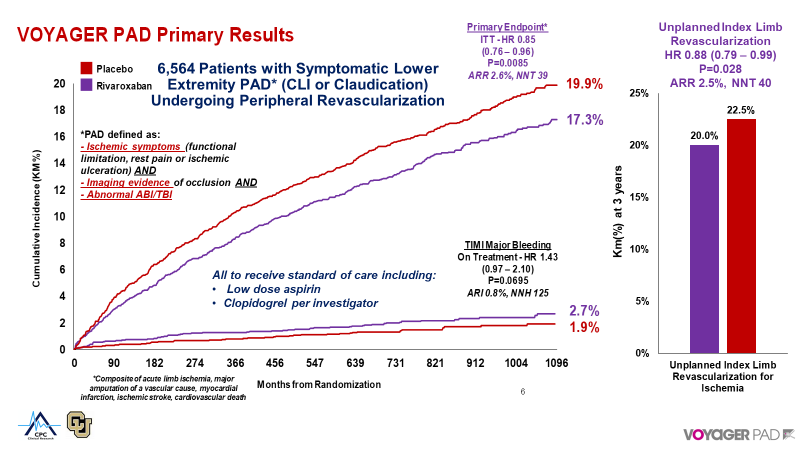 VOYAGER PAD Primary Results
Placebo
Rivaroxaban
6,564 Patients with Symptomatic Lower
Extremity PAD* (CLI or Claudication)
Undergoing Peripheral Revascularization
Primary Endpoint*
ITT - HR 0.85
(0.76 – 0.96)
P=0.0085
ARR 2.6%, NNT 39
19.9%
17.3%
*PAD defined as:
- Ischemic symptoms (functional
limitation, rest pain or ischemic
ulceration) AND
- Imaging evidence of occlusion AND
- Abnormal ABI/TBI
Cumulative Incidence (KM%)
20
18
16
14
12
10
8
6
4
2
0
All to receive standard of care including:
• Low dose aspirin
• Clopidogrel per investigator
TIMI Major Bleeding
On Treatment - HR 1.43
(0.97 – 2.10)
P=0.0695
ARI 0.8%, NNH 125
2.7%
1.9%
0 90 182 274 366 456 547 639 731 821 912 1004 1096
Months from Randomization
*Composite of acute limb ischemia, major
amputation of a vascular cause, myocardial
infarction, ischemic stroke, cardiovascular death
6
Unplanned Index Limb
Revascularization
HR 0.88 (0.79 – 0.99)
P=0.028
ARR 2.5%, NNT 40
Km(%) at 3 years
25%
20%
15%
10%
5%
0%
20.0%
22.5%
Unplanned Index Limb
Revascularization for
Ischemia
CPC
Clinical Research
CU
VOYAGER PAD